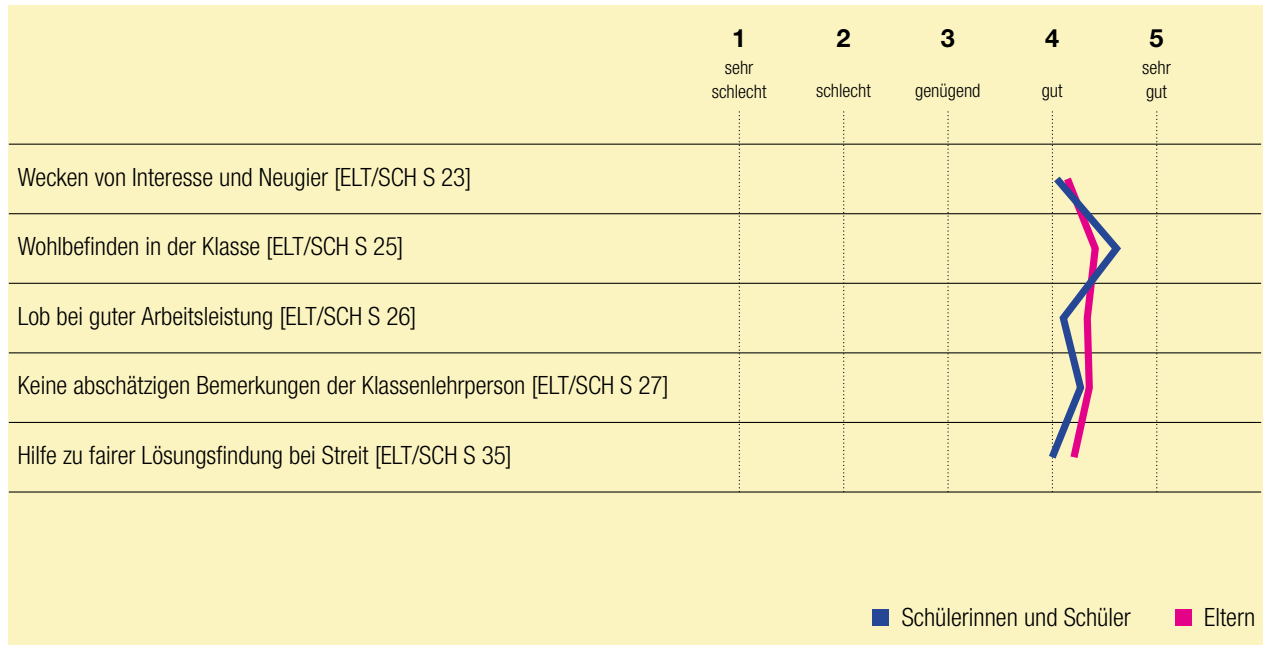 1 2 3 4 5
sehr schlecht schlecht genügend gut sehr gut
Wecken von Interesse und Neugier [ELT/SCH S 23]
Wohlbefinden in der Klasse [ELT/SCH S 25]
Lob bei guter Arbeitsleistung [ELT/SCH S 26]
Keine abschätzigen Bemerkungen der Klassenlehrperson [ELT/SCH S 27]
Hilfe zu fairer Lösungsfindung bei Streit [ELT/SCH S 35]
Schülerinnen und Schüler Eltern